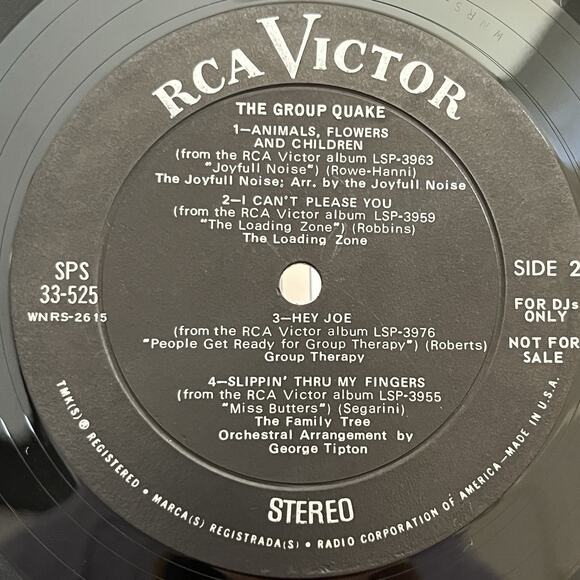 RCA VICTOR
THE GROUP QUAKE
1—ANIMALS, FLOWERS
AND CHILDREN
(from the RCA Victor album LSP-3963
"Joyfull Noise") (Rowe-Hanni)
The Joyfull Noise; Arr. by the Joyfull Noise
2—I CAN'T PLEASE YOU
(from the RCA Victor album LSP-3959
"The Loading Zone") (Robbins)
The Loading Zone
SPS
33-525
WNRS-2615
SIDE 2
FOR DJs
ONLY
NOT FOR
SALE
3—HEY JOE
(from the RCA Victor album LSP-3976
"People Get Ready for Group Therapy") (Roberts)
Group Therapy
4—SLIPPIN' THRU MY FINGERS
(from the RCA Victor album LSP-3955
"Miss Butters") (Segarini)
The Family Tree
Orchestral Arrangement by
George Tipton
STEREO
TMK(S) ® REGISTERED • MARCA(S) REGISTRADA(S) • RADIO CORPORATION OF AMERICA—MADE IN U.S.A.